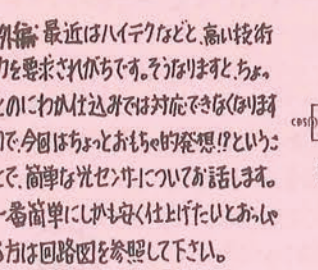 外編: 最近はハイテクなどと、高い技術
力を要求されがちです。そうなりますと、ちょっ
とのにわか仕込みでは対応できなくなります
ので、今回はちょっとおもちゃ的発想!?というこ
とで、簡単な光センサについてお話します。
一番簡単にしかも安く仕上げたいとおっしゃ
る方は回路図を参照して下さい。
CDS